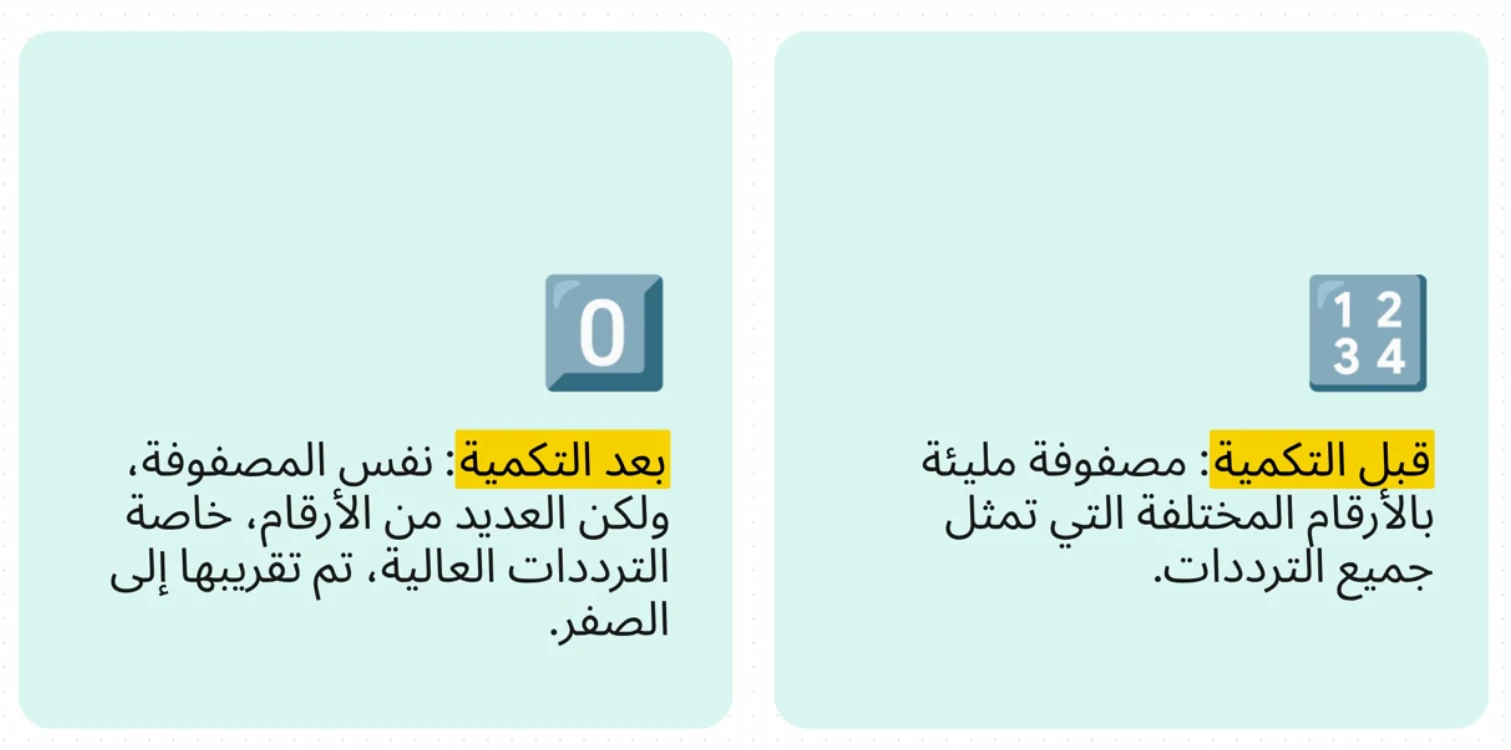 1 2
3 4
قبل التكمية: مصفوفة مليئة
بالأرقام المختلفة التي تمثل
جميع الترددات.
0
بعد التكمية: نفس المصفوفة،
ولكن العديد من الأرقام، خاصة
الترددات العالية، تم تقريبها إلى
الصفر.